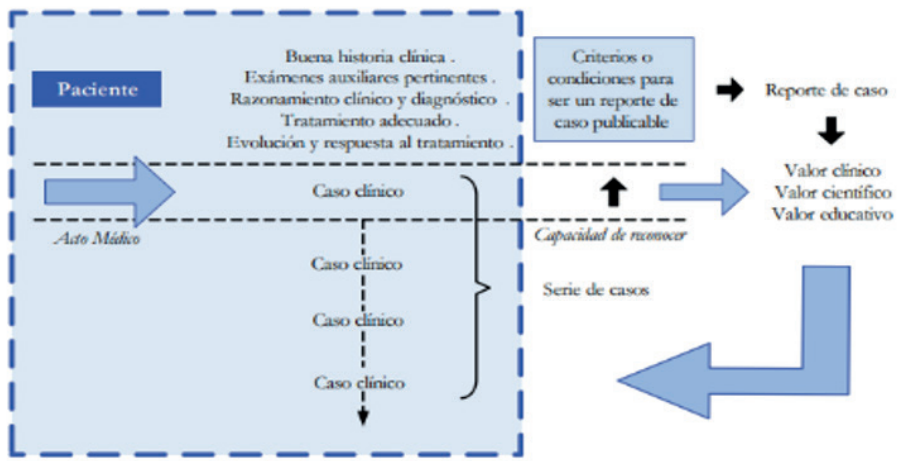 Paciente
Buena historia clínica .
Exámenes auxiliares pertinentes .
Razonamiento clínico y diagnóstico .
Tratamiento adecuado .
Evolución y respuesta al tratamiento .
Criterios o
condiciones para
ser un reporte de
caso publicable
Reporte de caso
Caso clínico
Valor clínico
Valor científico
Valor educativo
Acto Médico
Capacidad de reconocer
Caso clínico
Serie de casos
Caso clínico
Caso clínico